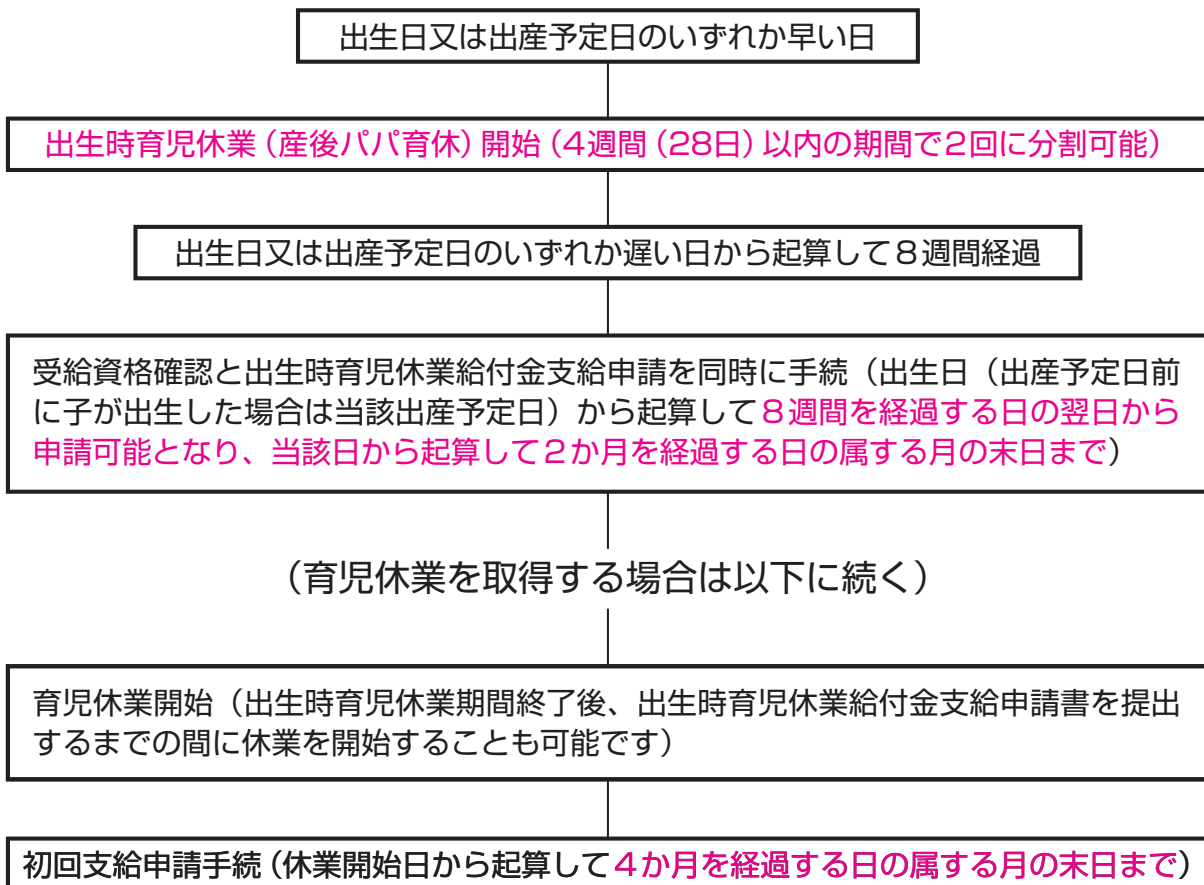 出生日又は出産予定日のいずれか早い日
出生時育児休業（産後パパ育休）開始（4週間（28日）以内の期間で2回に分割可能）
出生日又は出産予定日のいずれか遅い日から起算して８週間経過
受給資格確認と出生時育児休業給付金支給申請を同時に手続（出生日（出産予定日前
に子が出生した場合は当該出産予定日）から起算して８週間を経過する日の翌日から
申請可能となり、当該日から起算して２か月を経過する日の属する月の末日まで）
（育児休業を取得する場合は以下に続く）
育児休業開始（出生時育児休業期間終了後、出生時育児休業給付金支給申請書を提出
するまでの間に休業を開始することも可能です）
初回支給申請手続（休業開始日から起算して４か月を経過する日の属する月の末日まで）